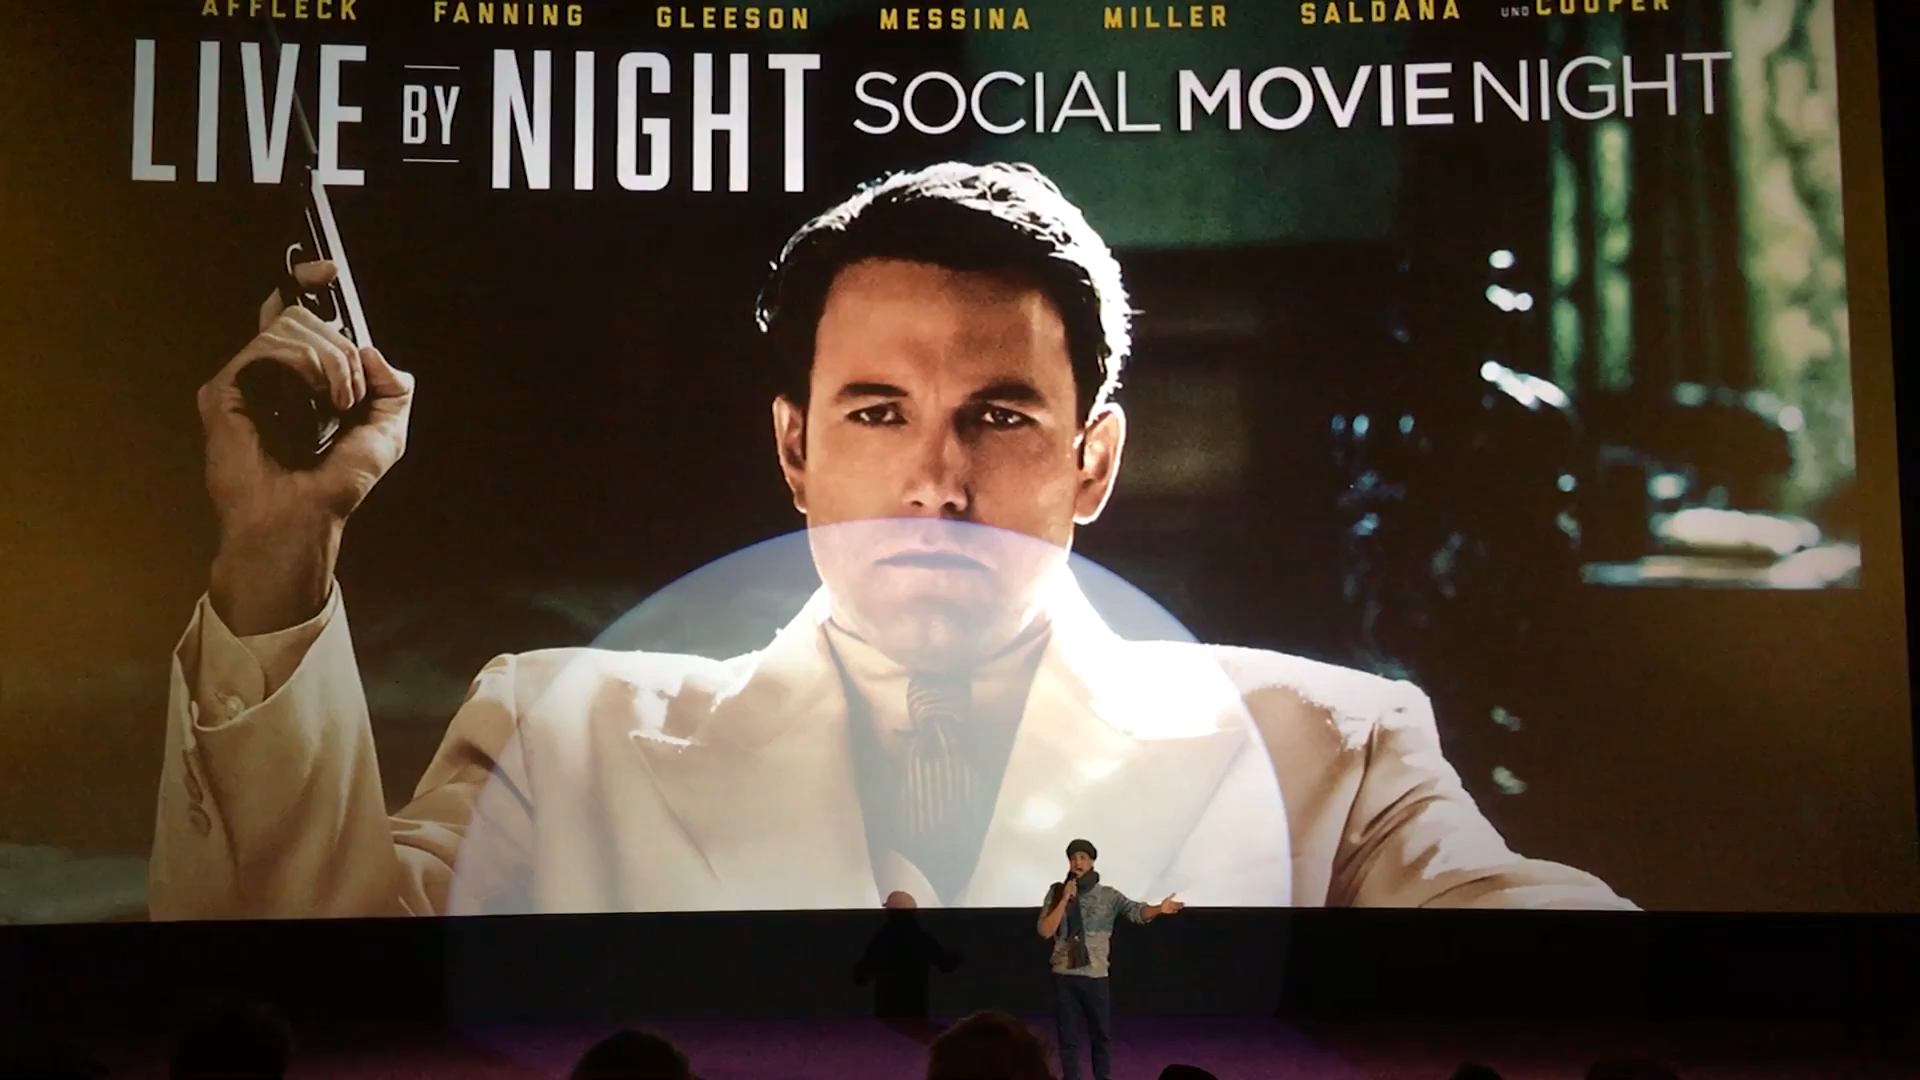 AFFLECK FANNING GLEESON MESSINA MILLER SALDANA UND COOPER
LIVE BY NIGHT SOCIAL MOVIE NIGHT